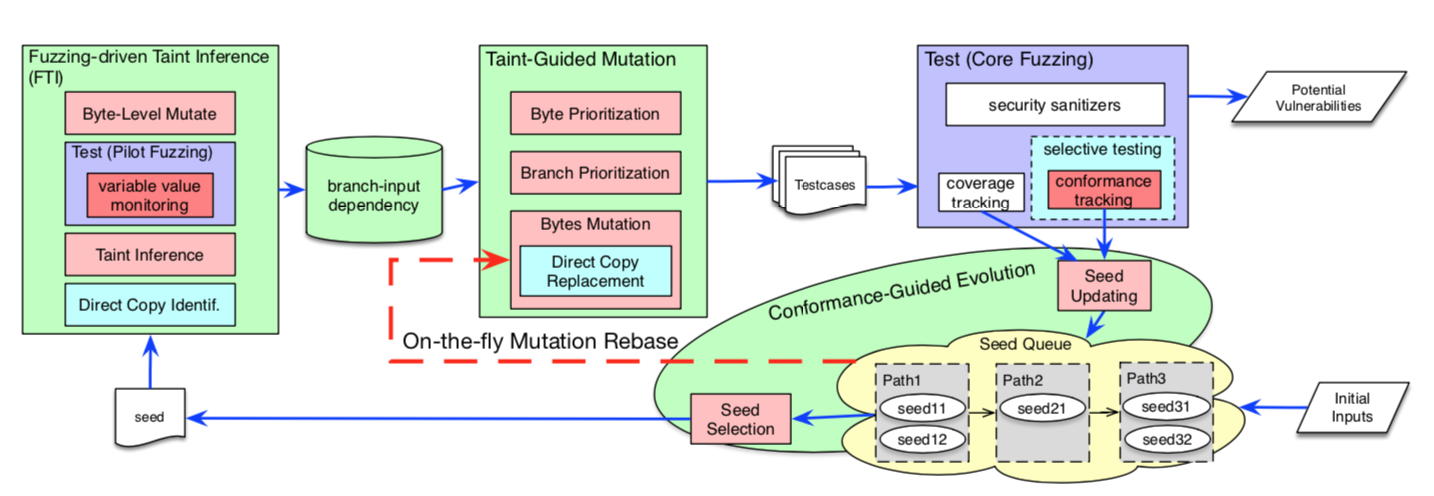 Fuzzing-driven Taint Inference
(FTI)
Byte-Level Mutate
Test (Pilot Fuzzing)
variable value
monitoring
Taint Inference
Direct Copy Identif.
branch-input
dependency
Taint-Guided Mutation
Byte Prioritization
Branch Prioritization
Bytes Mutation
Direct Copy
Replacement
Testcases
Test (Core Fuzzing)
security sanitizers
selective testing
coverage
tracking
conformance
tracking
Potential
Vulnerabilities
Conformance-Guided Evolution
Seed
Updating
On-the-fly Mutation Rebase
Seed Queue
Path1
seed11
seed12
Path2
seed21
Path3
seed31
seed32
Initial
Inputs
Seed
Selection
seed